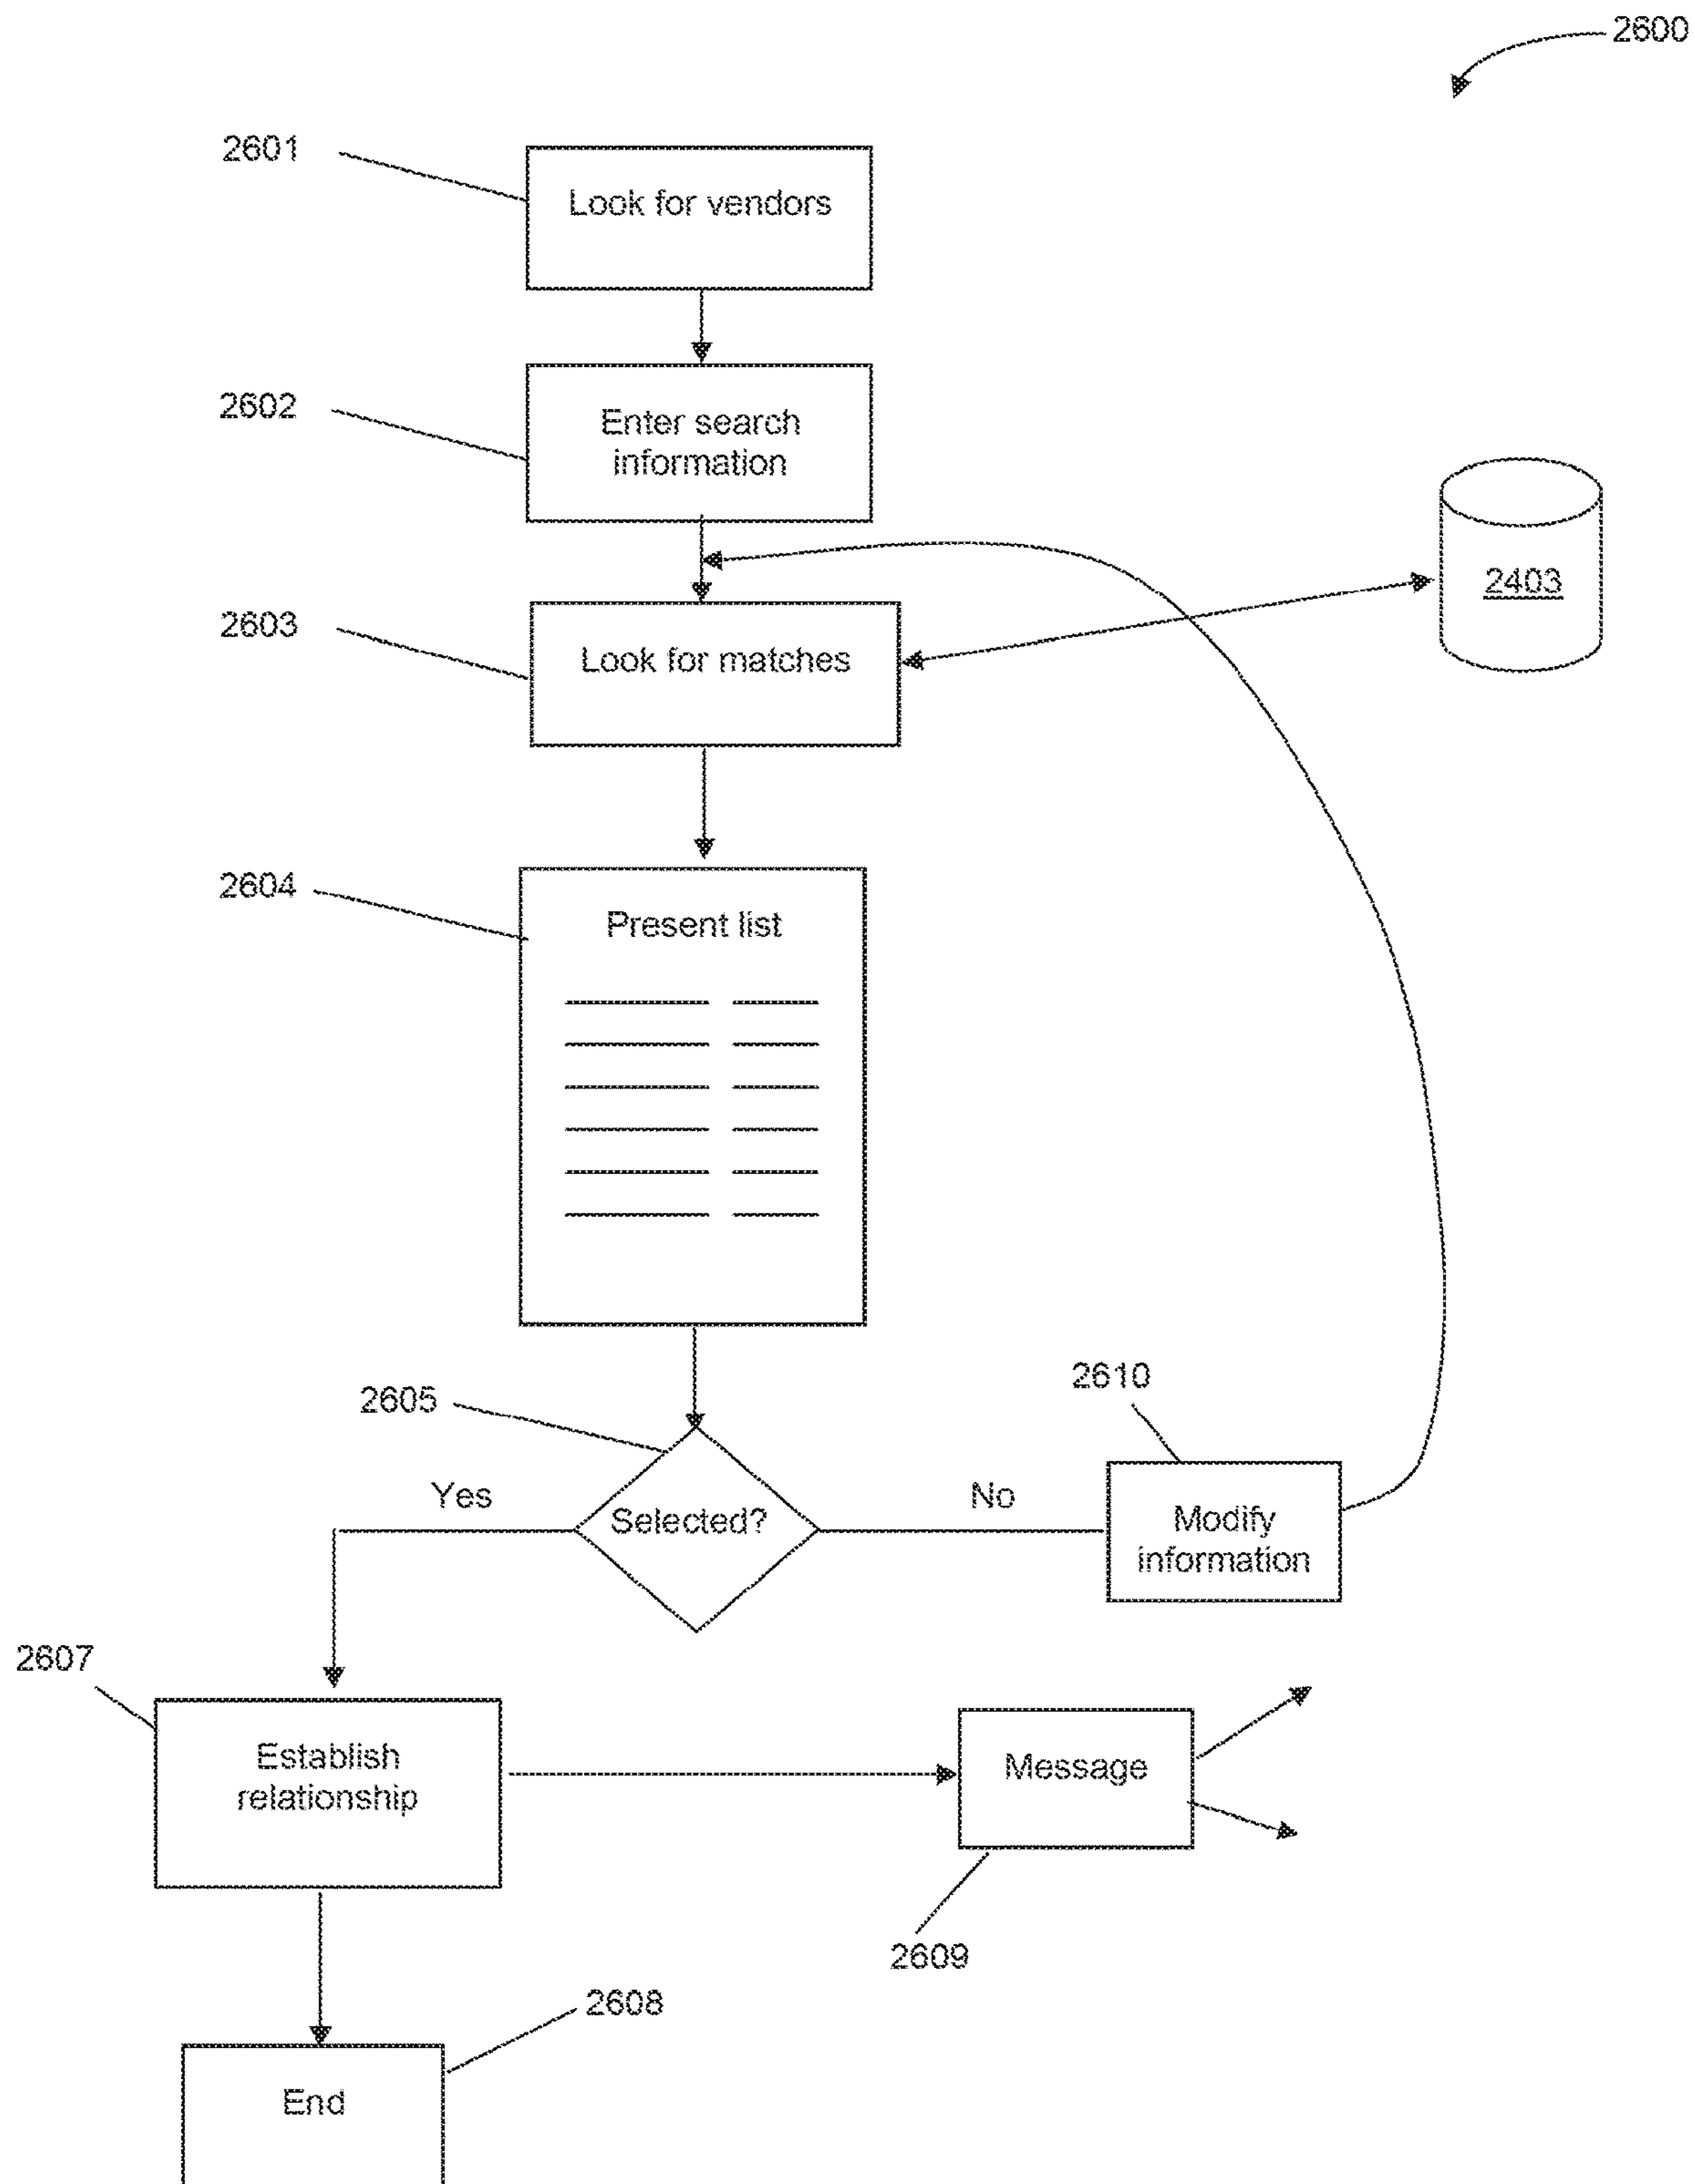 2600
2601
Look for vendors
2602
Enter search
information
2403
2603
Look for matches
2604
Present list
2610
2605
Yes
No
Selected?
Modify
information
2607
Establish
relationship
Message
2609
2608
End